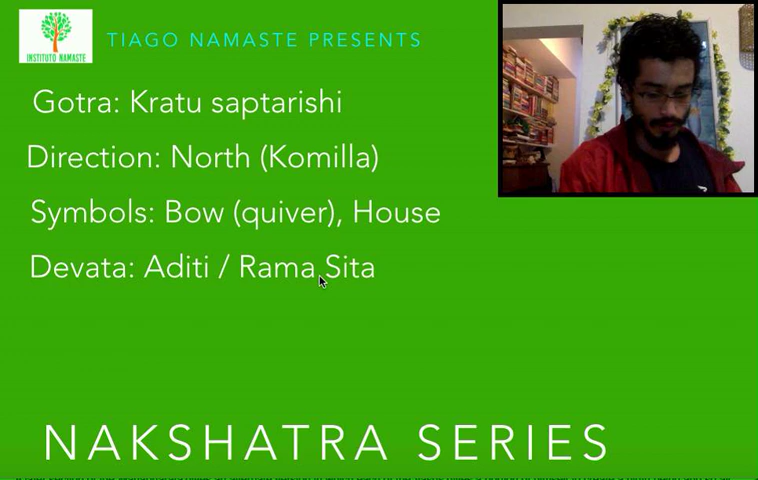 INSTITUTO NAMASTE
TIAGO NAMASTE PRESENTS
Gotra: Kratu saptarishi
Direction: North (Komilla)
Symbols: Bow (quiver), House
Devata: Aditi / Rama Sita
NAKSHATRA SERIES